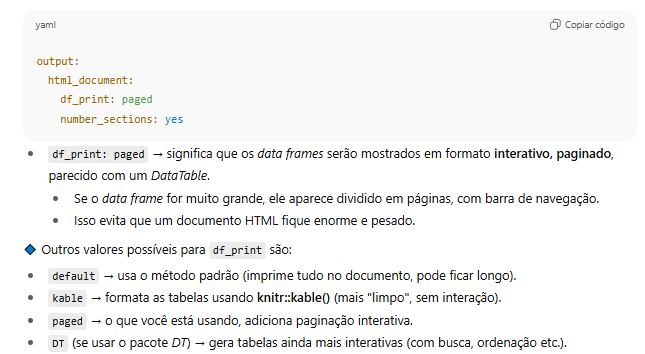 yaml
Copiar código
output:
html_document:
df_print: paged
number_sections: yes
df_print: paged → significa que os data frames serão mostrados em formato interativo, paginado,
parecido com um DataTable.
Se o data frame for muito grande, ele aparece dividido em páginas, com barra de navegação.
Isso evita que um documento HTML fique enorme e pesado.
Outros valores possíveis para df_print são:
default → usa o método padrão (imprime tudo no documento, pode ficar longo).
kable → formata as tabelas usando knitr::kable() (mais "limpo", sem interação).
paged → o que você está usando, adiciona paginação interativa.
DT (se usar o pacote DT) → gera tabelas ainda mais interativas (com busca, ordenação etc.).